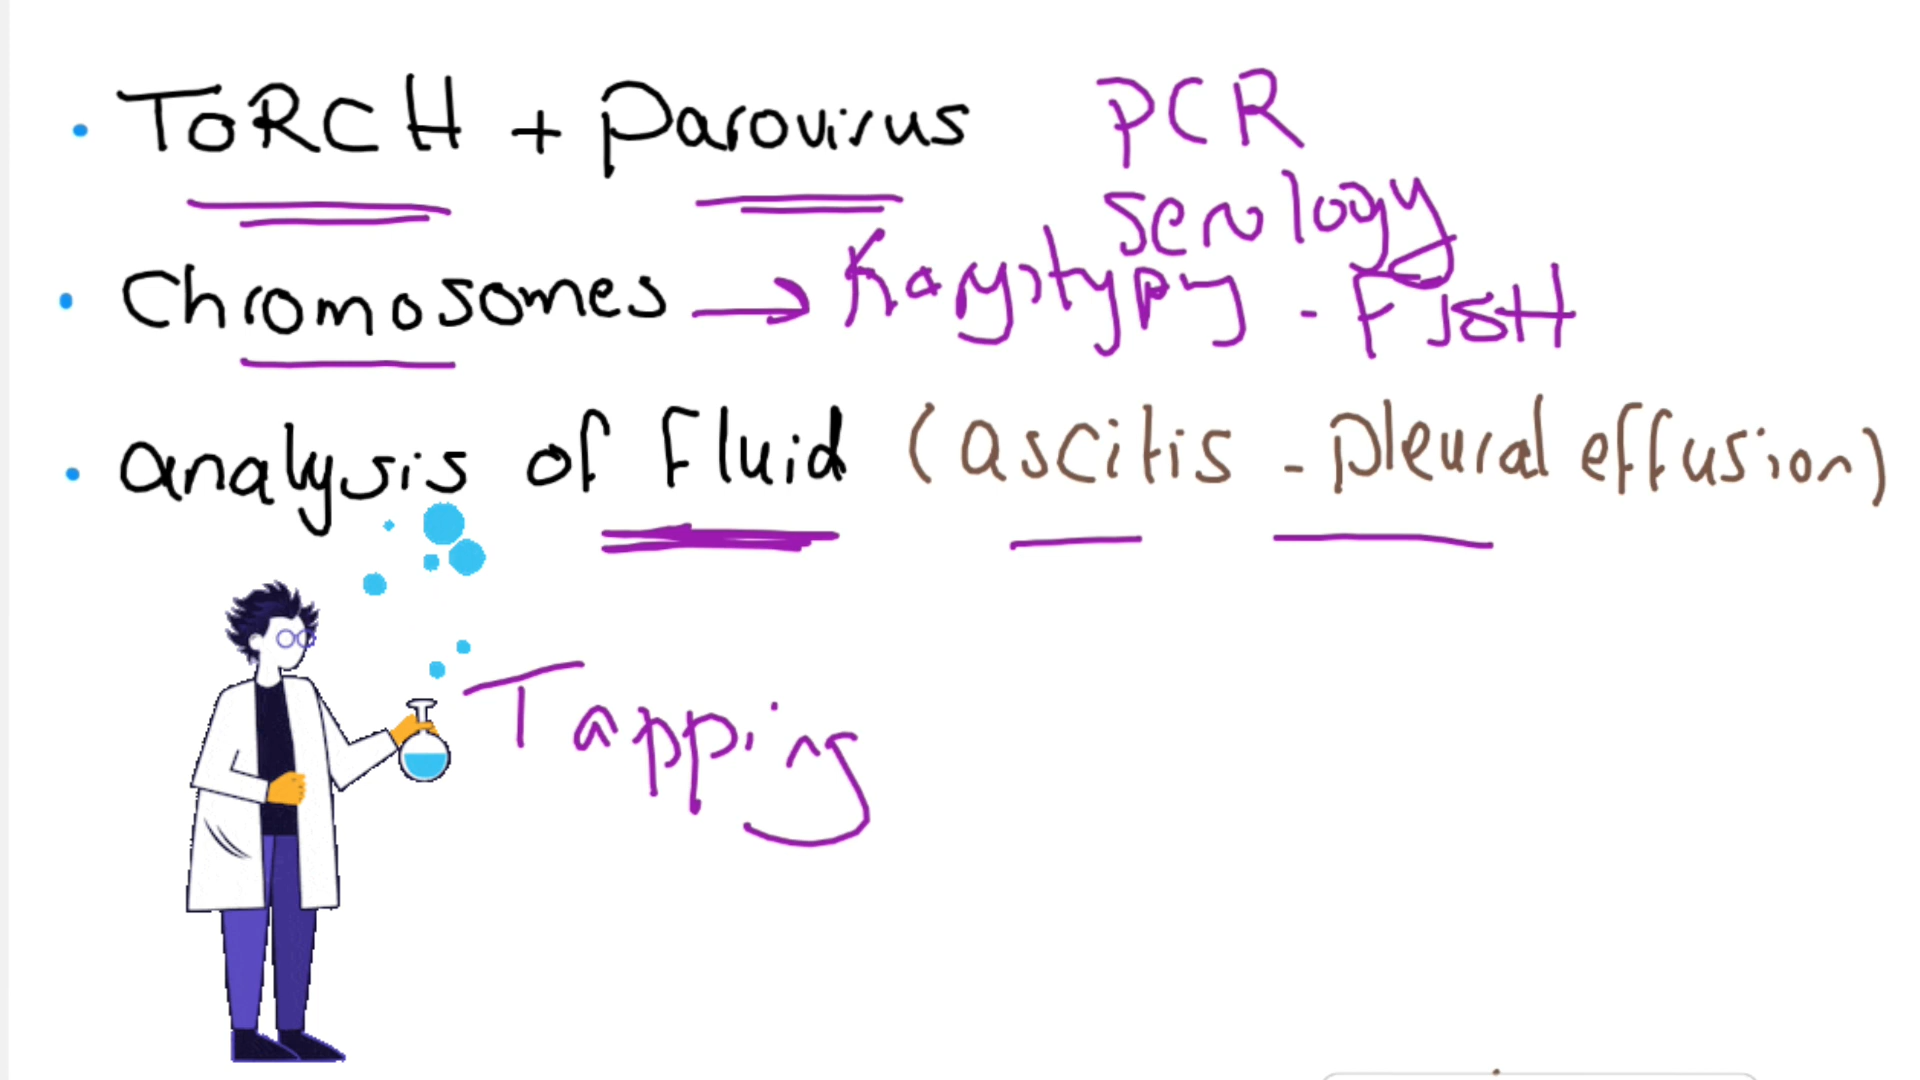 • ToRCH + Parovirus PCR
serology
• Chromosomes → Karyotypy - FISH
• analysis of Fluid (ascitis - pleural effusion)
Tapping